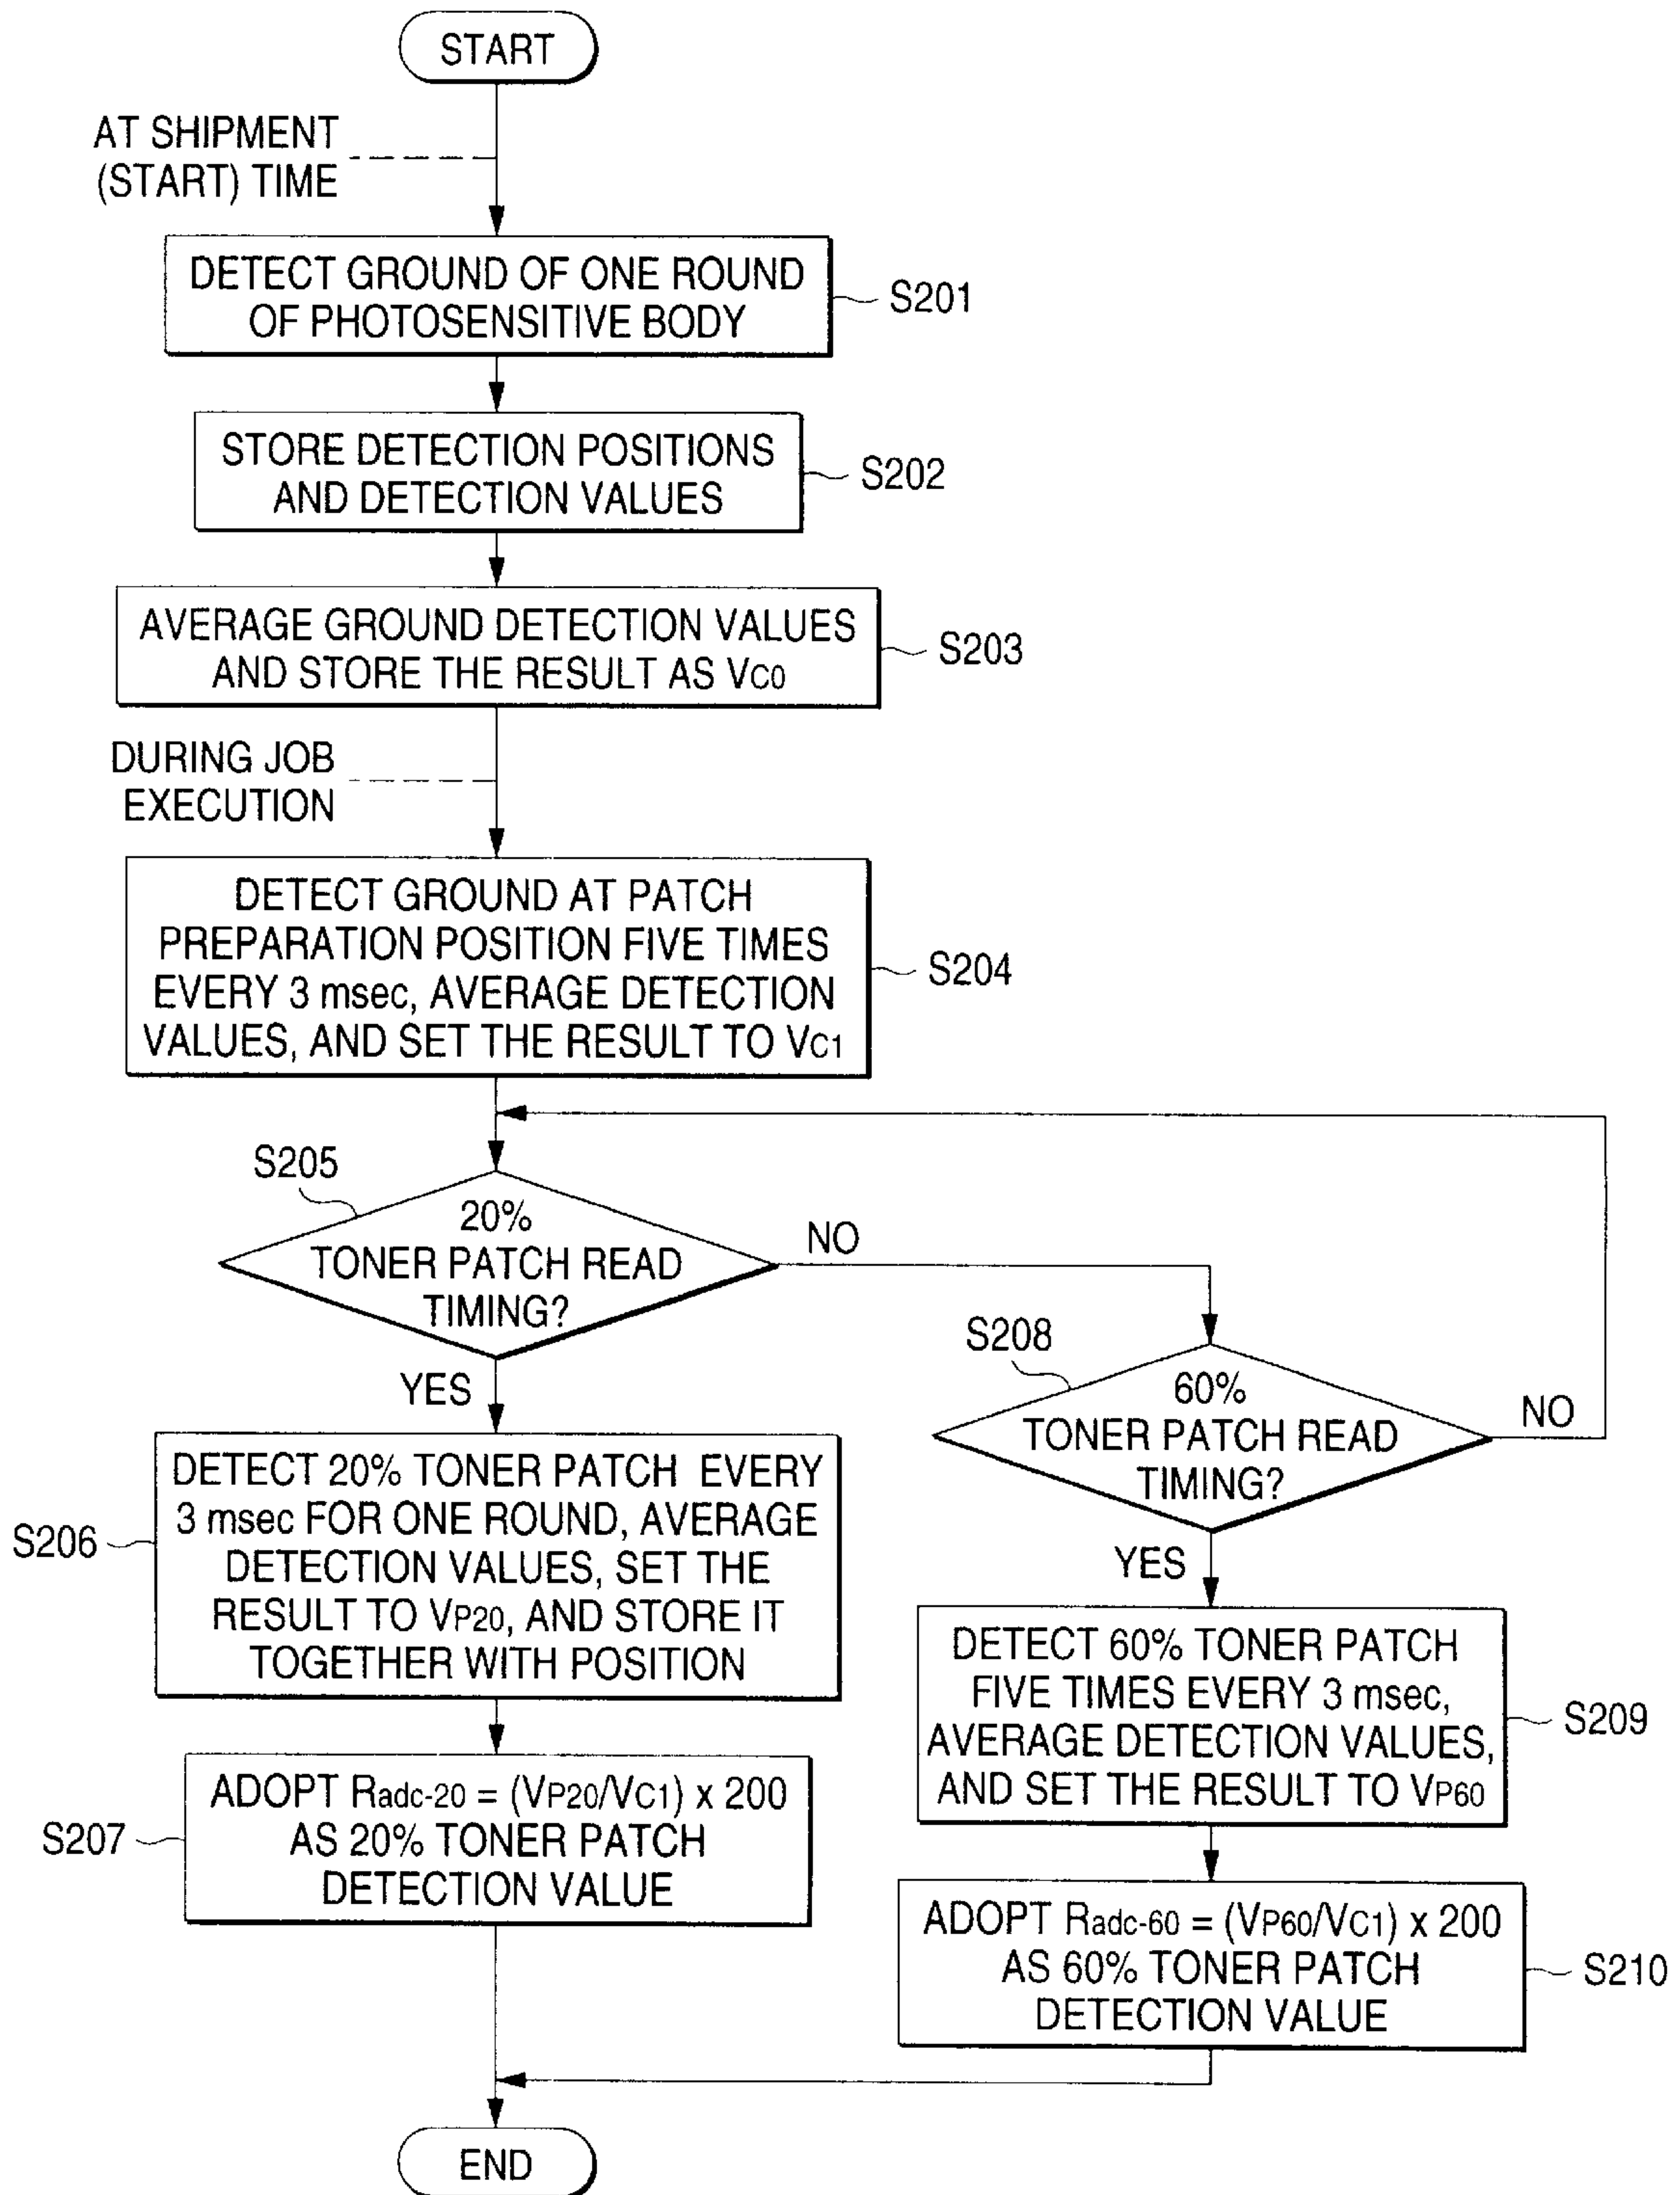 START
AT SHIPMENT
(START) TIME
DETECT GROUND OF ONE ROUND
OF PHOTOSENSITIVE BODY
S201
STORE DETECTION POSITIONS
AND DETECTION VALUES
S202
AVERAGE GROUND DETECTION VALUES
AND STORE THE RESULT AS VC0
S203
DURING JOB
EXECUTION
DETECT GROUND AT PATCH
PREPARATION POSITION FIVE TIMES
EVERY 3 msec, AVERAGE DETECTION
VALUES, AND SET THE RESULT TO VC1
S204
S205
20%
TONER PATCH READ
TIMING?
NO
YES
S208
60%
TONER PATCH READ
TIMING?
NO
YES
S206
DETECT 20% TONER PATCH EVERY
3 msec FOR ONE ROUND, AVERAGE
DETECTION VALUES, SET THE
RESULT TO VP20, AND STORE IT
TOGETHER WITH POSITION
DETECT 60% TONER PATCH
FIVE TIMES EVERY 3 msec,
AVERAGE DETECTION VALUES,
AND SET THE RESULT TO VP60
S209
S207
ADOPT Radc-20 = (VP20/VC1) x 200
AS 20% TONER PATCH
DETECTION VALUE
ADOPT Radc-60 = (VP60/VC1) x 200
AS 60% TONER PATCH
DETECTION VALUE
S210
END